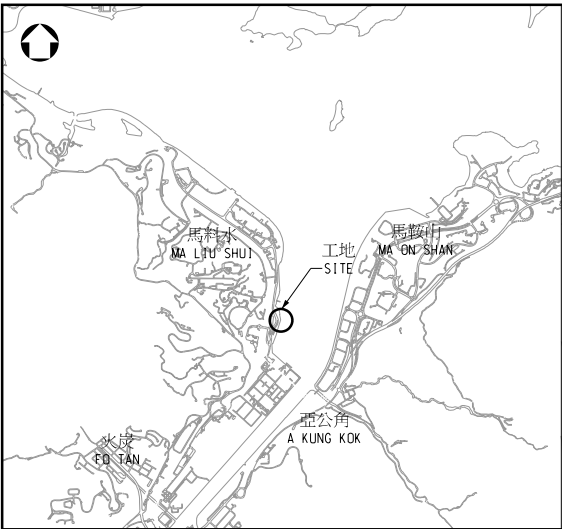 馬料水
MA LIU SHUI
工地
SITE
馬鞍山
MA ON SHAN
亞公角
A KUNG KOK
火炭
FO TAN